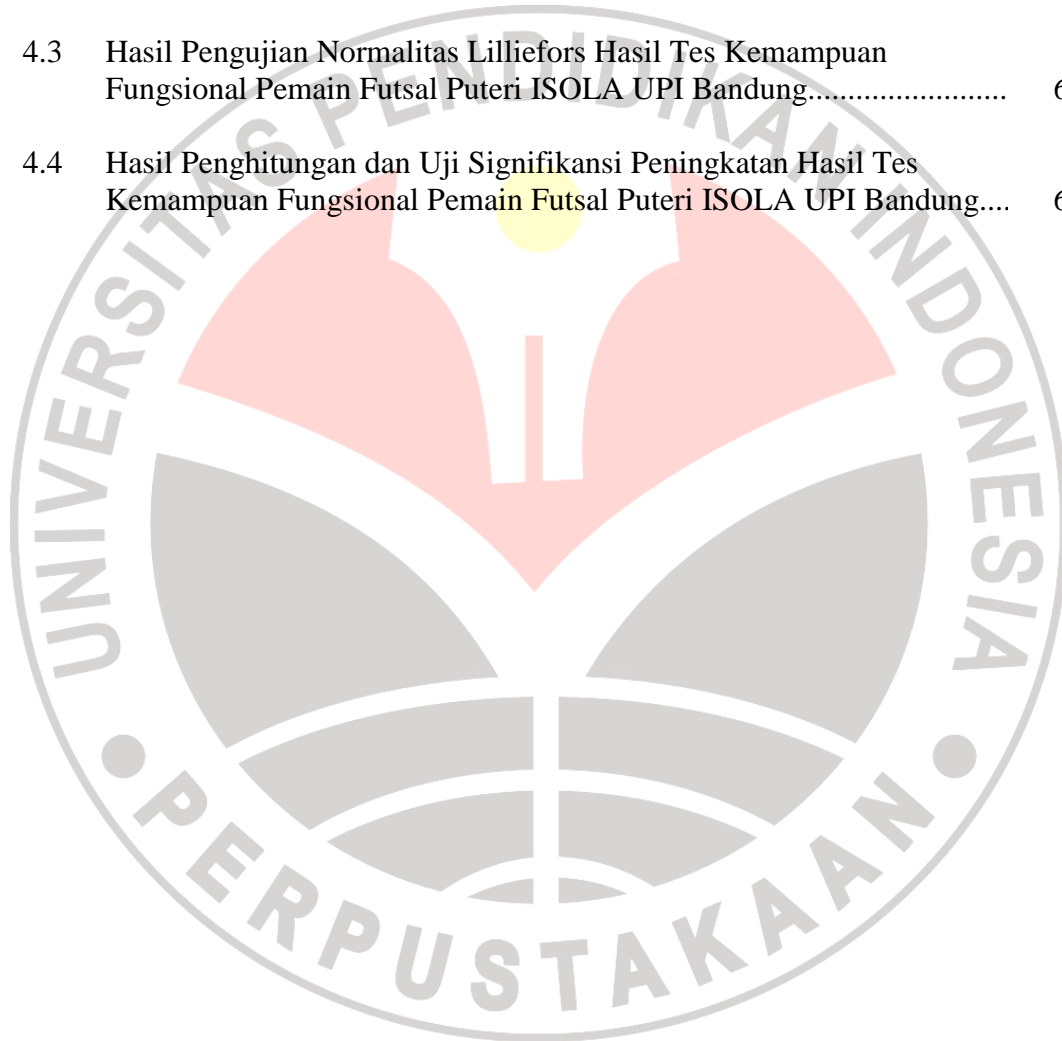 4.3 Hasil Pengujian Normalitas Lilliefors Hasil Tes Kemampuan
Fungsional Pemain Futsal Puteri ISOLA UPI Bandung......................... 6
4.4 Hasil Penghitungan dan Uji Signifikansi Peningkatan Hasil Tes
Kemampuan Fungsional Pemain Futsal Puteri ISOLA UPI Bandung.... 6
UNIVERSITAS PENDIDIKAN INDONESIA
PERPUSTAKAAN